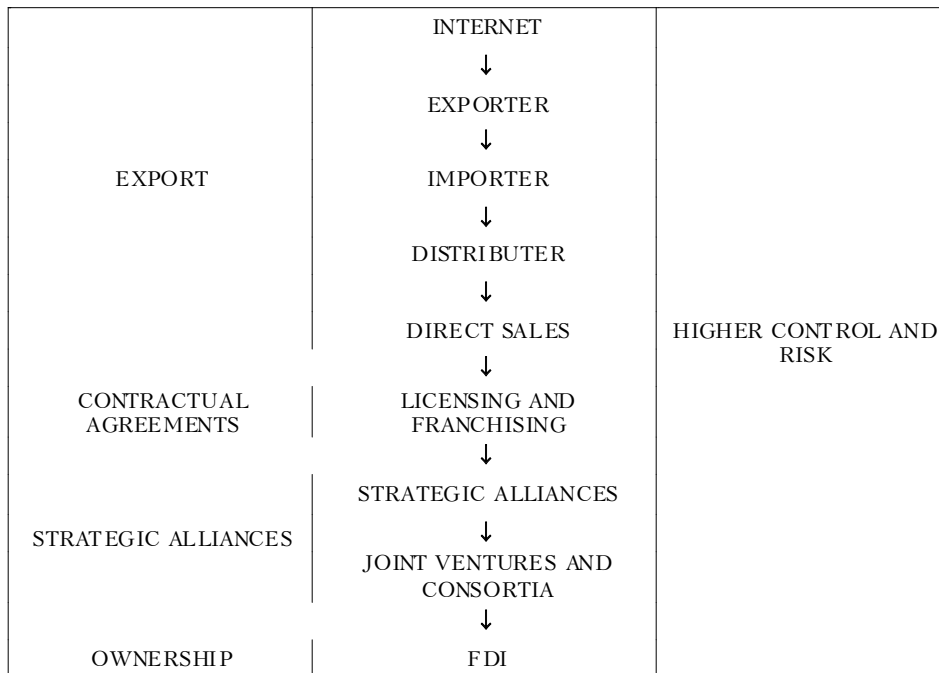 INTERNET
↓
EXPORTER
↓
EXPORT
IMPORTER
↓
DISTRIBUTER
↓
DIRECT SALES
HIGHER CONTROL AND
RISK
↓
CONTRACTUAL
AGREEMENTS
LICENSING AND
FRANCHISING
↓
STRATEGIC ALLIANCES
STRATEGIC ALLIANCES
↓
JOINT VENTURES AND
CONSORTIA
↓
OWNERSHIP
FDI